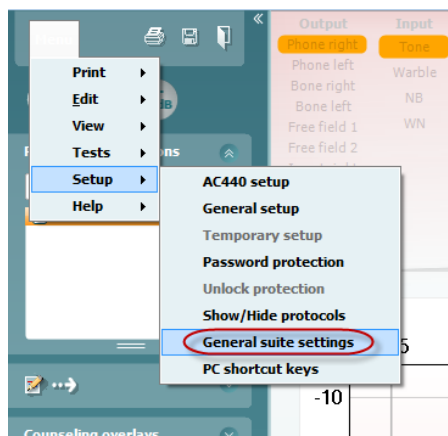 Output Input
Phone right Tone
Phone left Warble
Bone right
Bone left NB
Free field 1 WN
Free field 2
Print
Edit
View
Tests
Setup
Help
AC440 setup
General setup
Temporary setup
Password protection
Unlock protection
Show/Hide protocols
General suite settings
PC shortcut keys
5
-10
Counseling overlays